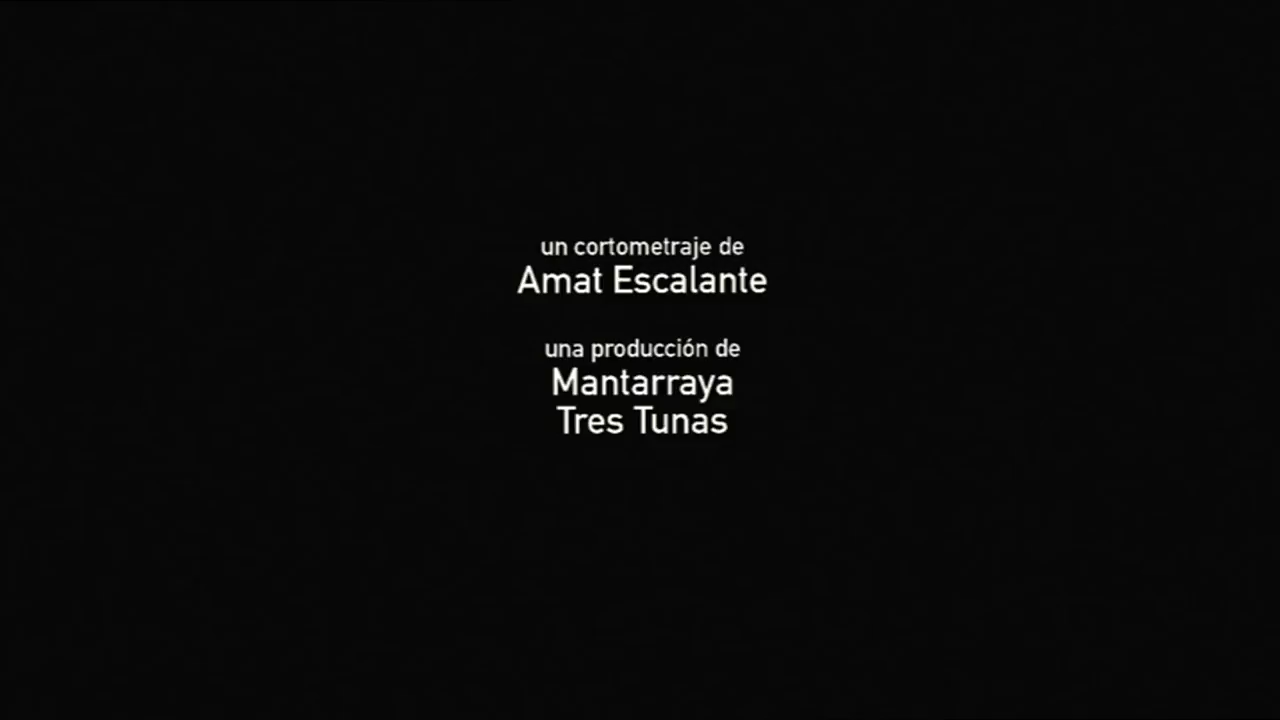 un cortometraje de
Amat Escalante
una producción de
Mantarraya
Tres Tunas